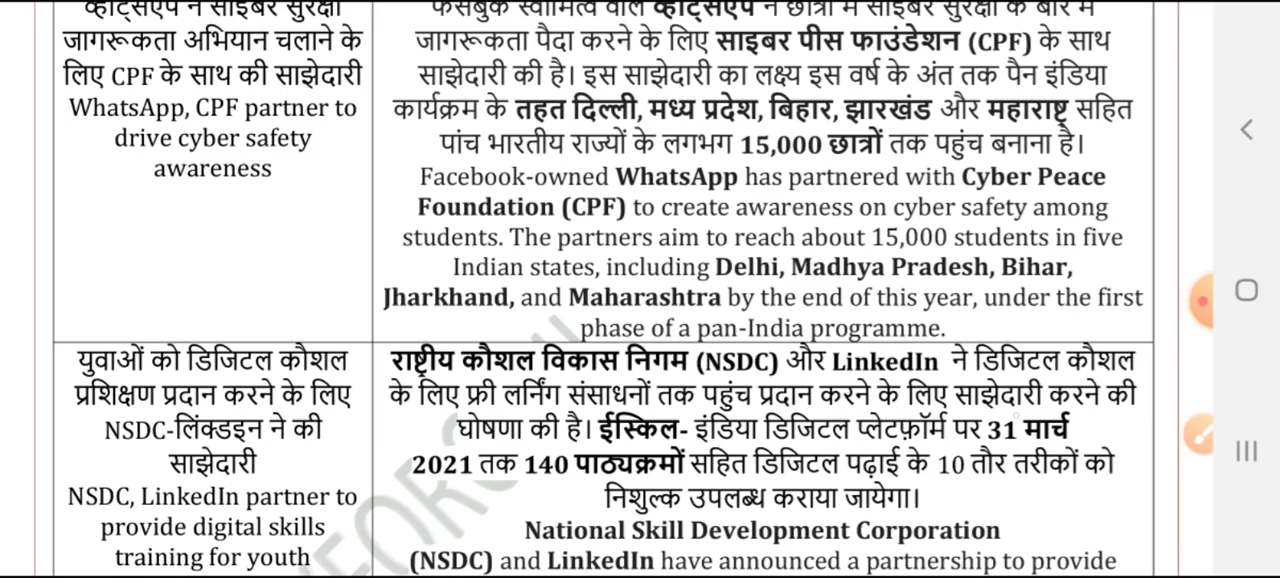 व्हाट्सएप ने साइबर सुरक्षा
जागरूकता अभियान चलाने के
लिए CPF के साथ की साझेदारी
WhatsApp, CPF partner to
drive cyber safety
awareness
फेसबुक स्वामित्व वाले व्हाट्सएप ने छात्रों में साइबर सुरक्षा के बारे में
जागरूकता पैदा करने के लिए साइबर पीस फाउंडेशन (CPF) के साथ
साझेदारी की है। इस साझेदारी का लक्ष्य इस वर्ष के अंत तक पैन इंडिया
कार्यक्रम के तहत दिल्ली, मध्य प्रदेश, बिहार, झारखंड और महाराष्ट्र सहित
पांच भारतीय राज्यों के लगभग 15,000 छात्रों तक पहुंच बनाना है।
Facebook-owned WhatsApp has partnered with Cyber Peace
Foundation (CPF) to create awareness on cyber safety among
students. The partners aim to reach about 15,000 students in five
Indian states, including Delhi, Madhya Pradesh, Bihar,
Jharkhand, and Maharashtra by the end of this year, under the first
phase of a pan-India programme.
युवाओं को डिजिटल कौशल
प्रशिक्षण प्रदान करने के लिए
NSDC-लिंक्डइन ने की
साझेदारी
NSDC, LinkedIn partner to
provide digital skills
training for youth
राष्ट्रीय कौशल विकास निगम (NSDC) और LinkedIn ने डिजिटल कौशल
के लिए फ्री लर्निंग संसाधनों तक पहुंच प्रदान करने के लिए साझेदारी करने की
घोषणा की है। ईस्किल- इंडिया डिजिटल प्लेटफ़ॉर्म पर 31 मार्च
2021 तक 140 पाठ्यक्रमों सहित डिजिटल पढ़ाई के 10 तौर तरीकों को
निशुल्क उपलब्ध कराया जायेगा।
National Skill Development Corporation
(NSDC) and LinkedIn have announced a partnership to provide